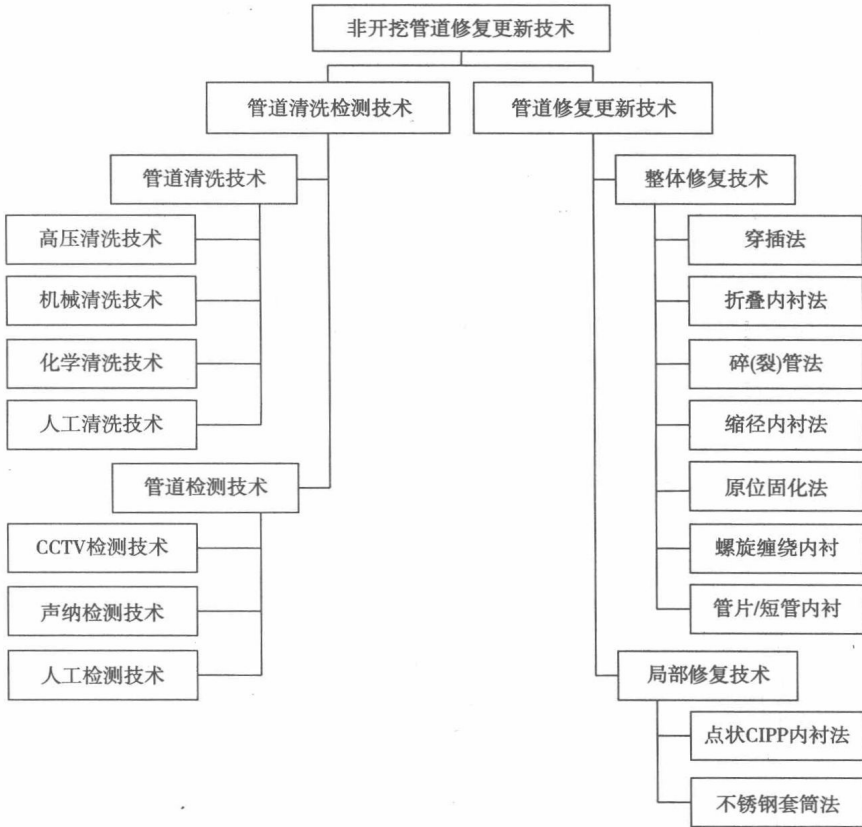 非开挖管道修复更新技术
管道清洗检测技术
管道修复更新技术
管道清洗技术
高压清洗技术
机械清洗技术
化学清洗技术
人工清洗技术
管道检测技术
CCTV检测技术
声纳检测技术
人工检测技术
整体修复技术
穿插法
折叠内衬法
碎(裂)管法
缩径内衬法
原位固化法
螺旋缠绕内衬
管片/短管内衬
局部修复技术
点状CIPP内衬法
不锈钢套筒法